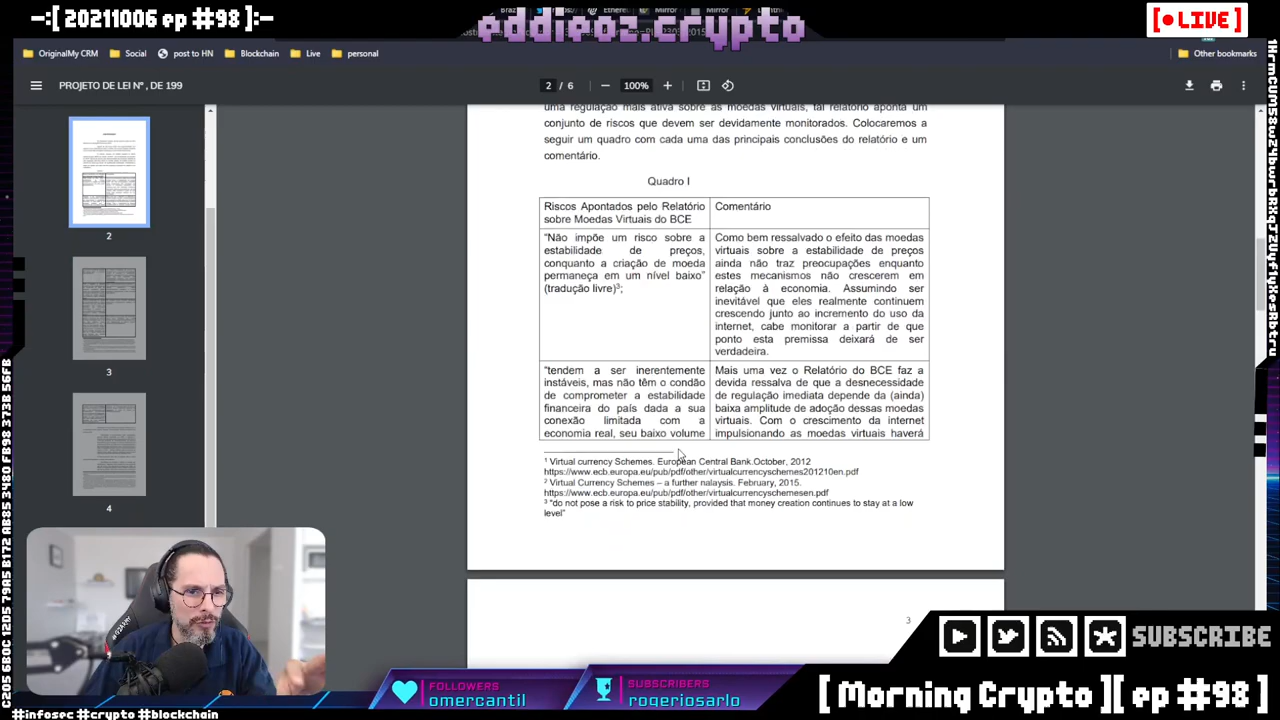 -:[ 20211006 ep #98 ]:-
eddieoz.crypto
[ ● LIVE ]
Mirror
Mirror
OriginalMy CRM
Social
post to HN
Blockchain
Live
personal
Other bookmarks
PROJETO DE LEI Nº , DE 199
2 / 6
100%
2
3
4
uma regulação mais ativa sobre as moedas virtuais, tal relatório aponta um
conjunto de riscos que devem ser devidamente monitorados. Colocaremos a
seguir um quadro com cada uma das principais conclusões do relatório e um
comentário.
Quadro I
Riscos Apontados pelo Relatório
sobre Moedas Virtuais do BCE
Comentário
“Não impõe um risco sobre a
estabilidade de preços,
conquanto a criação de moeda
permaneça em um nível baixo”
(tradução livre)³;
Como bem ressalvado o efeito das moedas
virtuais sobre a estabilidade de preços
ainda não traz preocupações enquanto
estes mecanismos não crescerem em
relação à economia. Assumindo ser
inevitável que eles realmente continuem
crescendo junto ao incremento do uso da
internet, cabe monitorar a partir de que
ponto esta premissa deixará de ser
verdadeira.
“tendem a ser inerentemente
instáveis, mas não têm o condão
de comprometer a estabilidade
financeira do país dada a sua
conexão limitada com a
economia real, seu baixo volume
Mais uma vez o Relatório do BCE faz a
devida ressalva de que a desnecessidade
de regulação imediata depende da (ainda)
baixa amplitude de adoção dessas moedas
virtuais. Com o crescimento da internet
impulsionando as moedas virtuais haverá
¹ Virtual currency Schemes. European Central Bank.October, 2012
https://www.ecb.europa.eu/pub/pdf/other/virtualcurrencyschemes201210en.pdf
² Virtual Currency Schemes – a further nalaysis. February, 2015.
https://www.ecb.europa.eu/pub/pdf/other/virtualcurrencyschemesen.pdf
³ “do not pose a risk to price stability, provided that money creation continues to stay at a low
level”
3
SUBSCRIBE
FOLLOWERS
omercantil
SUBSCRIBERS
rogeriosarlo
[ Morning Crypto ][ ep #98 ]
#infosec #crypto #blockchain